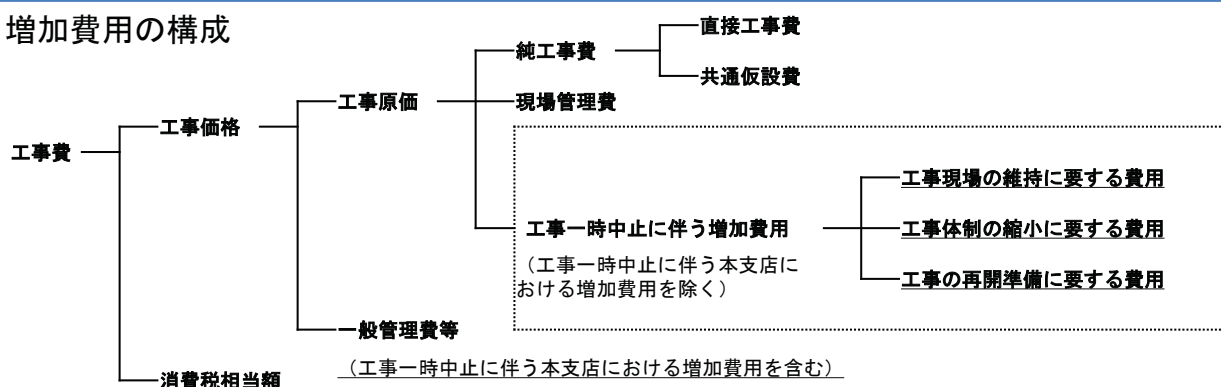 増加費用の構成
直接工事費
純工事費
共通仮設費
工事原価
現場管理費
工事価格
工事費
工事現場の維持に要する費用
工事一時中止に伴う増加費用
工事体制の縮小に要する費用
（工事一時中止に伴う本支店に
おける増加費用を除く）
工事の再開準備に要する費用
一般管理費等
（工事一時中止に伴う本支店における増加費用を含む）
消費税相当額